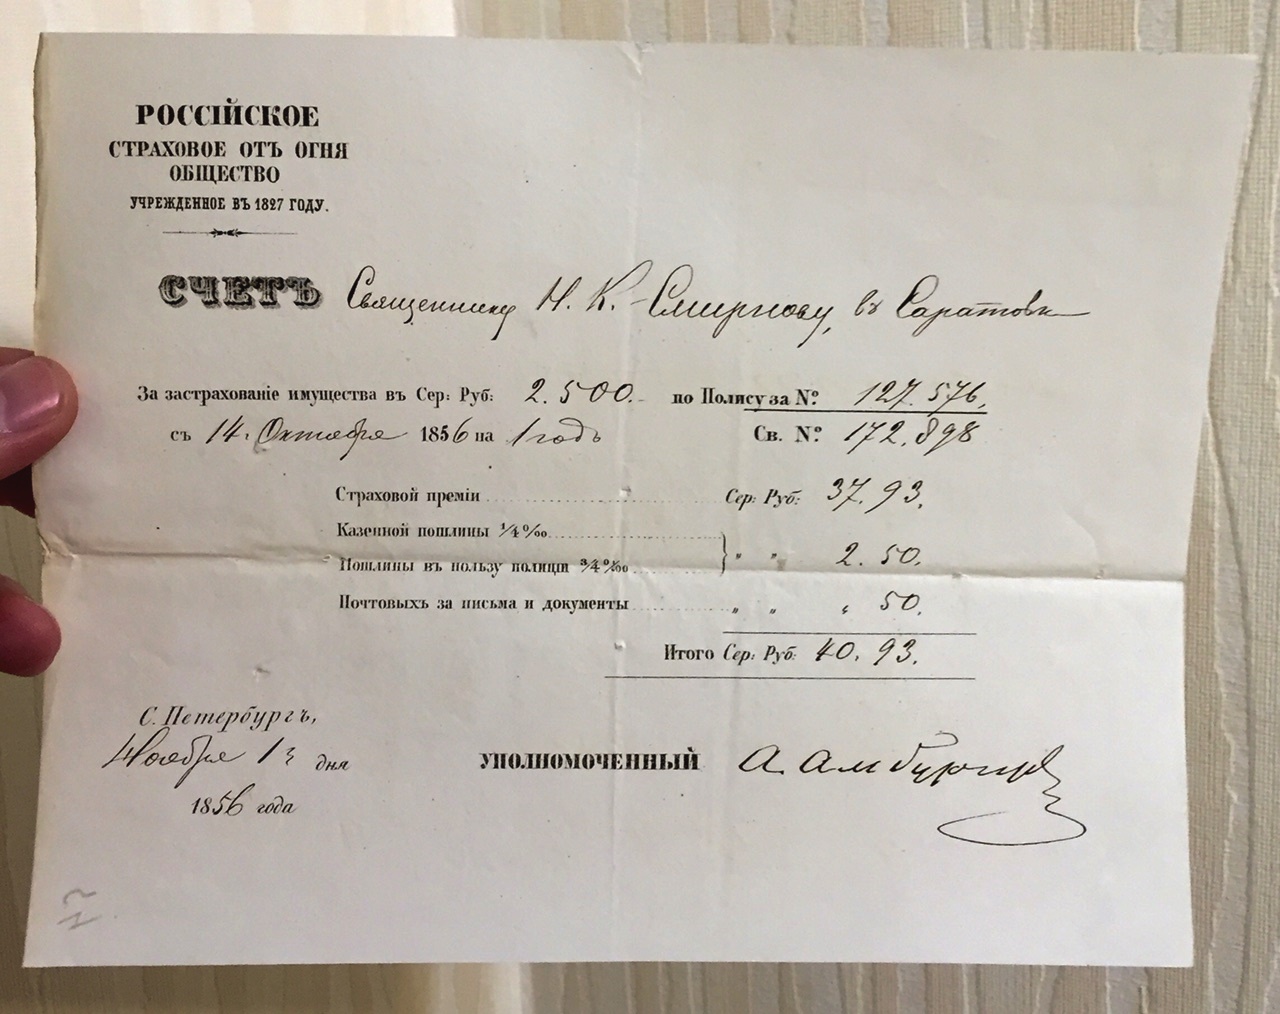 РОССІЙСКОЕ
СТРАХОВОЕ ОТЪ ОГНЯ
ОБЩЕСТВО
УЧРЕЖДЕННОЕ ВЪ 1827 ГОДУ.
СЧЕТЪ Священнику Н. К. Смирнову, въ Саратовѣ
За застрахованіе имущества въ Сер: Руб: 2.500. по Полису за № 127.576.
съ 14. Октября 1856 на 1 годъ Св. № 172.898
Страховой преміи Сер: Руб: 37.93.
Казенной пошлины ¼‰
Пошлины въ пользу полиціи ¾‰ } " " 2.50.
Почтовыхъ за письма и документы " " " 50.
Итого Сер: Руб: 40.93.
С. Петербургъ,
Ноября 13 дня УПОЛНОМОЧЕННЫЙ А. Амбургер
1856 года